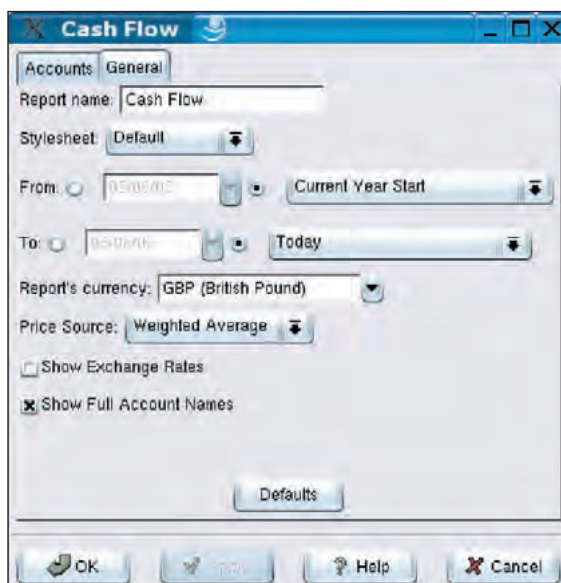 Cash Flow
Accounts General
Report name: Cash Flow
Stylesheet: Default
From: Current Year Start
To: Today
Report's currency: GBP (British Pound)
Price Source: Weighted Average
Show Exchange Rates
Show Full Account Names
Defaults
OK Help Cancel